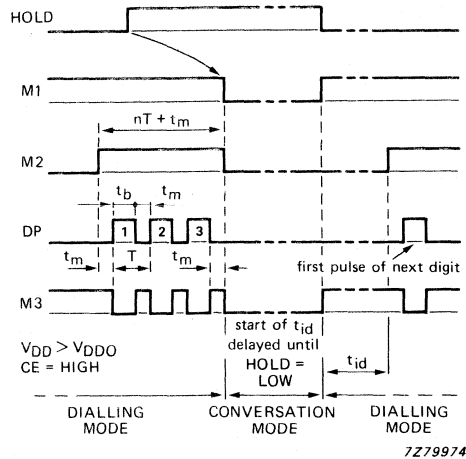 HOLD
M1
nT + tm
M2
tb tm
DP 1 2 3
tm T tm first pulse of next digit
M3
start of tid
delayed until
HOLD =
LOW
tid
VDD > VDDO
CE = HIGH
DIALLING
MODE
CONVERSATION
MODE
DIALLING
MODE
7Z79974